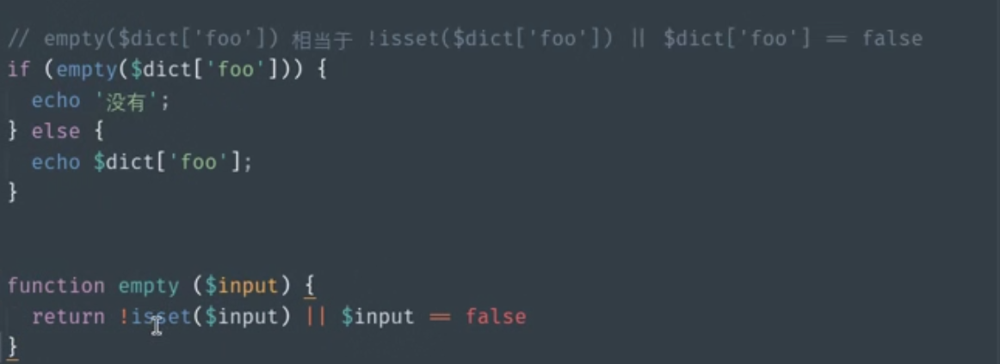 // empty($dict['foo']) 相当于 !isset($dict['foo']) || $dict['foo'] == false
if (empty($dict['foo'])) {
  echo '没有';
} else {
  echo $dict['foo'];
}
function empty ($input) {
  return !isset($input) || $input == false
}